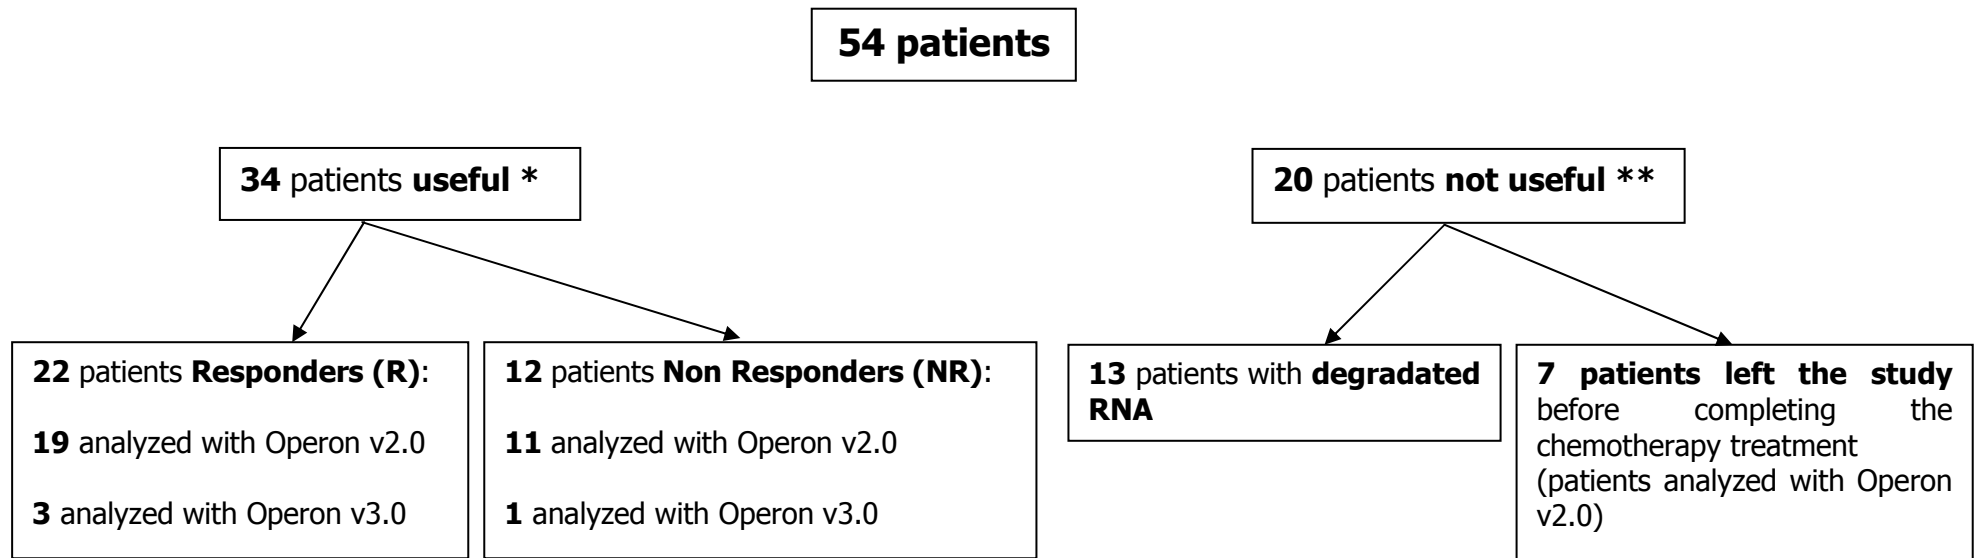 54 patients
34 patients useful *
20 patients not useful **
22 patients Responders (R):
19 analyzed with Operon v2.0
3 analyzed with Operon v3.0
12 patients Non Responders (NR):
11 analyzed with Operon v2.0
1 analyzed with Operon v3.0
13 patients with degradated
RNA
7 patients left the study
before completing the
chemotherapy treatment
(patients analyzed with Operon
v2.0)